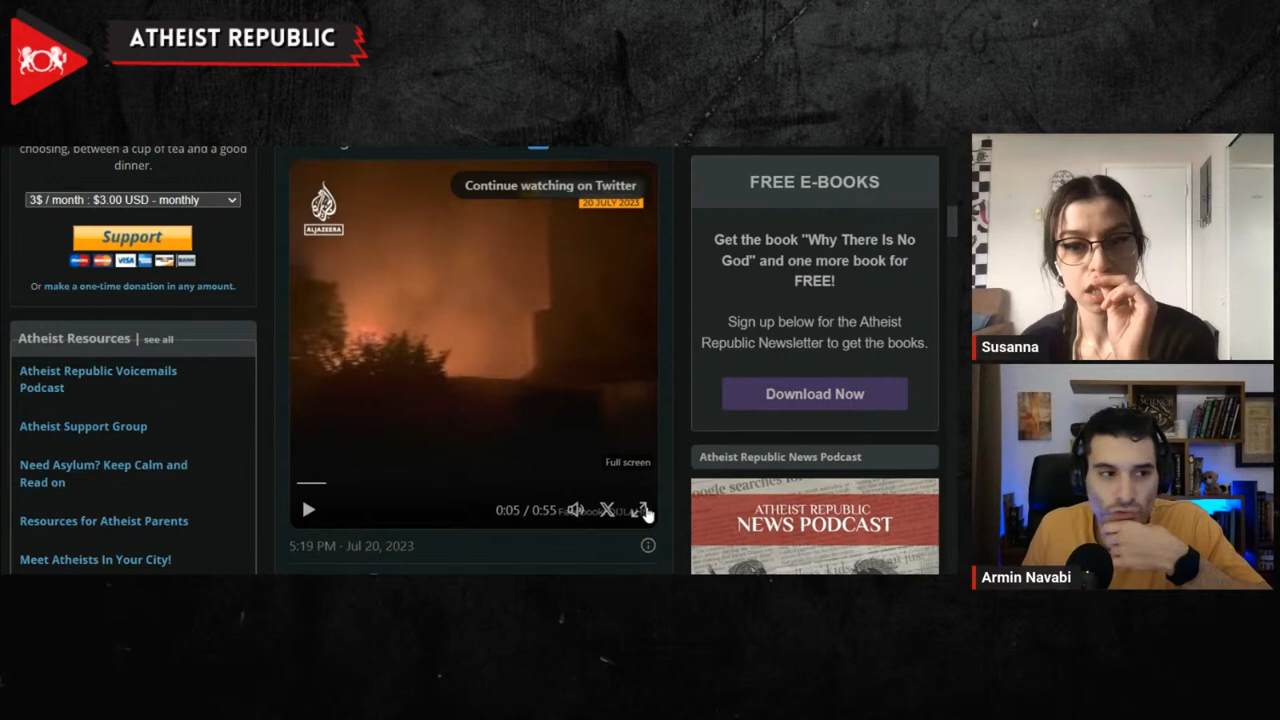 ATHEIST REPUBLIC
choosing, between a cup of tea and a good
dinner.
3$ / month : $3.00 USD - monthly
Support
VISA
BANK
Or make a one-time donation in any amount.
Atheist Resources | see all
Atheist Republic Voicemails
Podcast
Atheist Support Group
Need Asylum? Keep Calm and
Read on
Resources for Atheist Parents
Meet Atheists In Your City!
ALJAZEERA
Continue watching on Twitter
20 JULY 2023
Full screen
0:05 / 0:55
5:19 PM · Jul 20, 2023
FREE E-BOOKS
Get the book "Why There Is No
God" and one more book for
FREE!
Sign up below for the Atheist
Republic Newsletter to get the books.
Download Now
Atheist Republic News Podcast
ATHEIST REPUBLIC
NEWS PODCAST
Susanna
SCIENCE
Armin Navabi